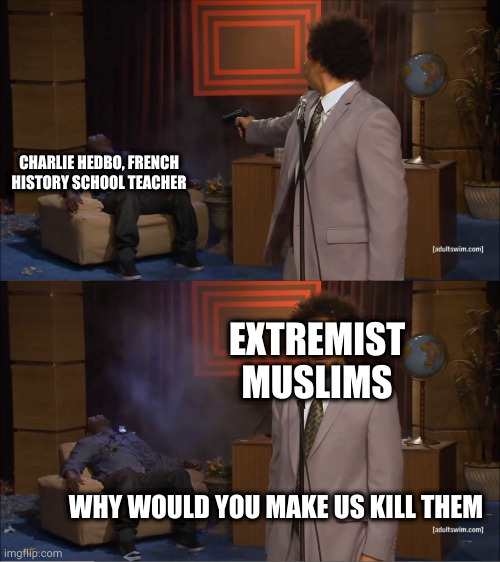 CHARLIE HEDBO, FRENCH
HISTORY SCHOOL TEACHER
[adultswim.com]
EXTREMIST
MUSLIMS
WHY WOULD YOU MAKE US KILL THEM
[adultswim.com]
imgflip.com